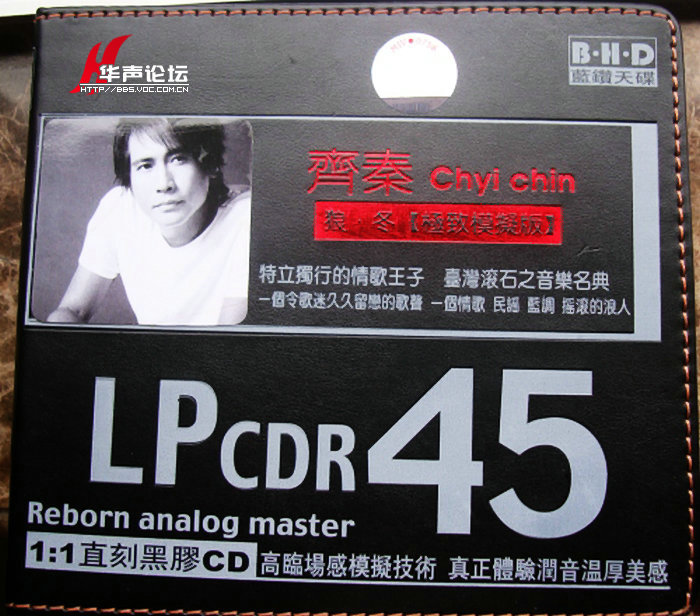 华声论坛
HTTP://BBS.VOC.COM.CN
B·H·D
藍鑽天碟
齊秦 Chyi chin
狼·冬【極致模擬版】
特立獨行的情歌王子 臺灣滾石之音樂名典
一個令歌迷久久留戀的歌聲 一個情歌 民謠 藍調 搖滾的浪人
LPCDR45
Reborn analog master
1:1直刻黑膠CD 高臨場感模擬技術 真正體驗潤音溫厚美感